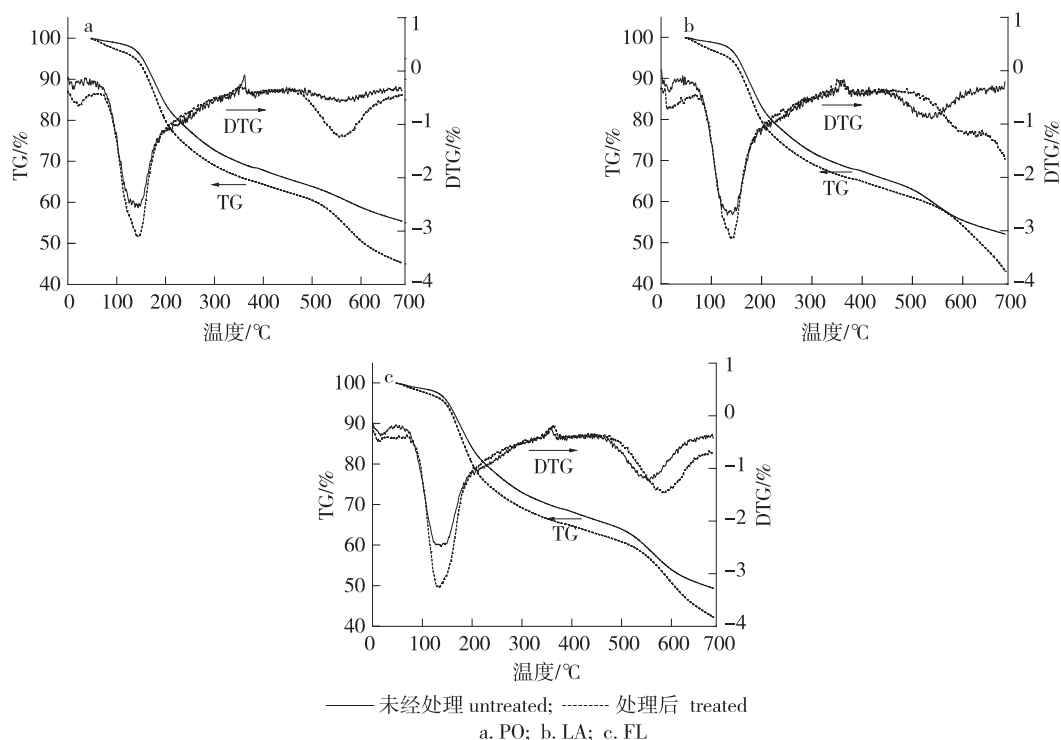 a
TG/%
100
90
80
70
60
50
40
1
0
−1
−2
−3
−4
DTG/%
DTG
TG
0 100 200 300 400 500 600 700
温度/℃
b
TG/%
100
90
80
70
60
50
40
1
0
−1
−2
−3
−4
DTG/%
DTG
TG
0 100 200 300 400 500 600 700
温度/℃
c
TG/%
100
90
80
70
60
50
40
1
0
−1
−2
−3
−4
DTG/%
DTG
TG
0 100 200 300 400 500 600 700
温度/℃
未经处理 untreated; 处理后 treated
a. PO; b. LA; c. FL